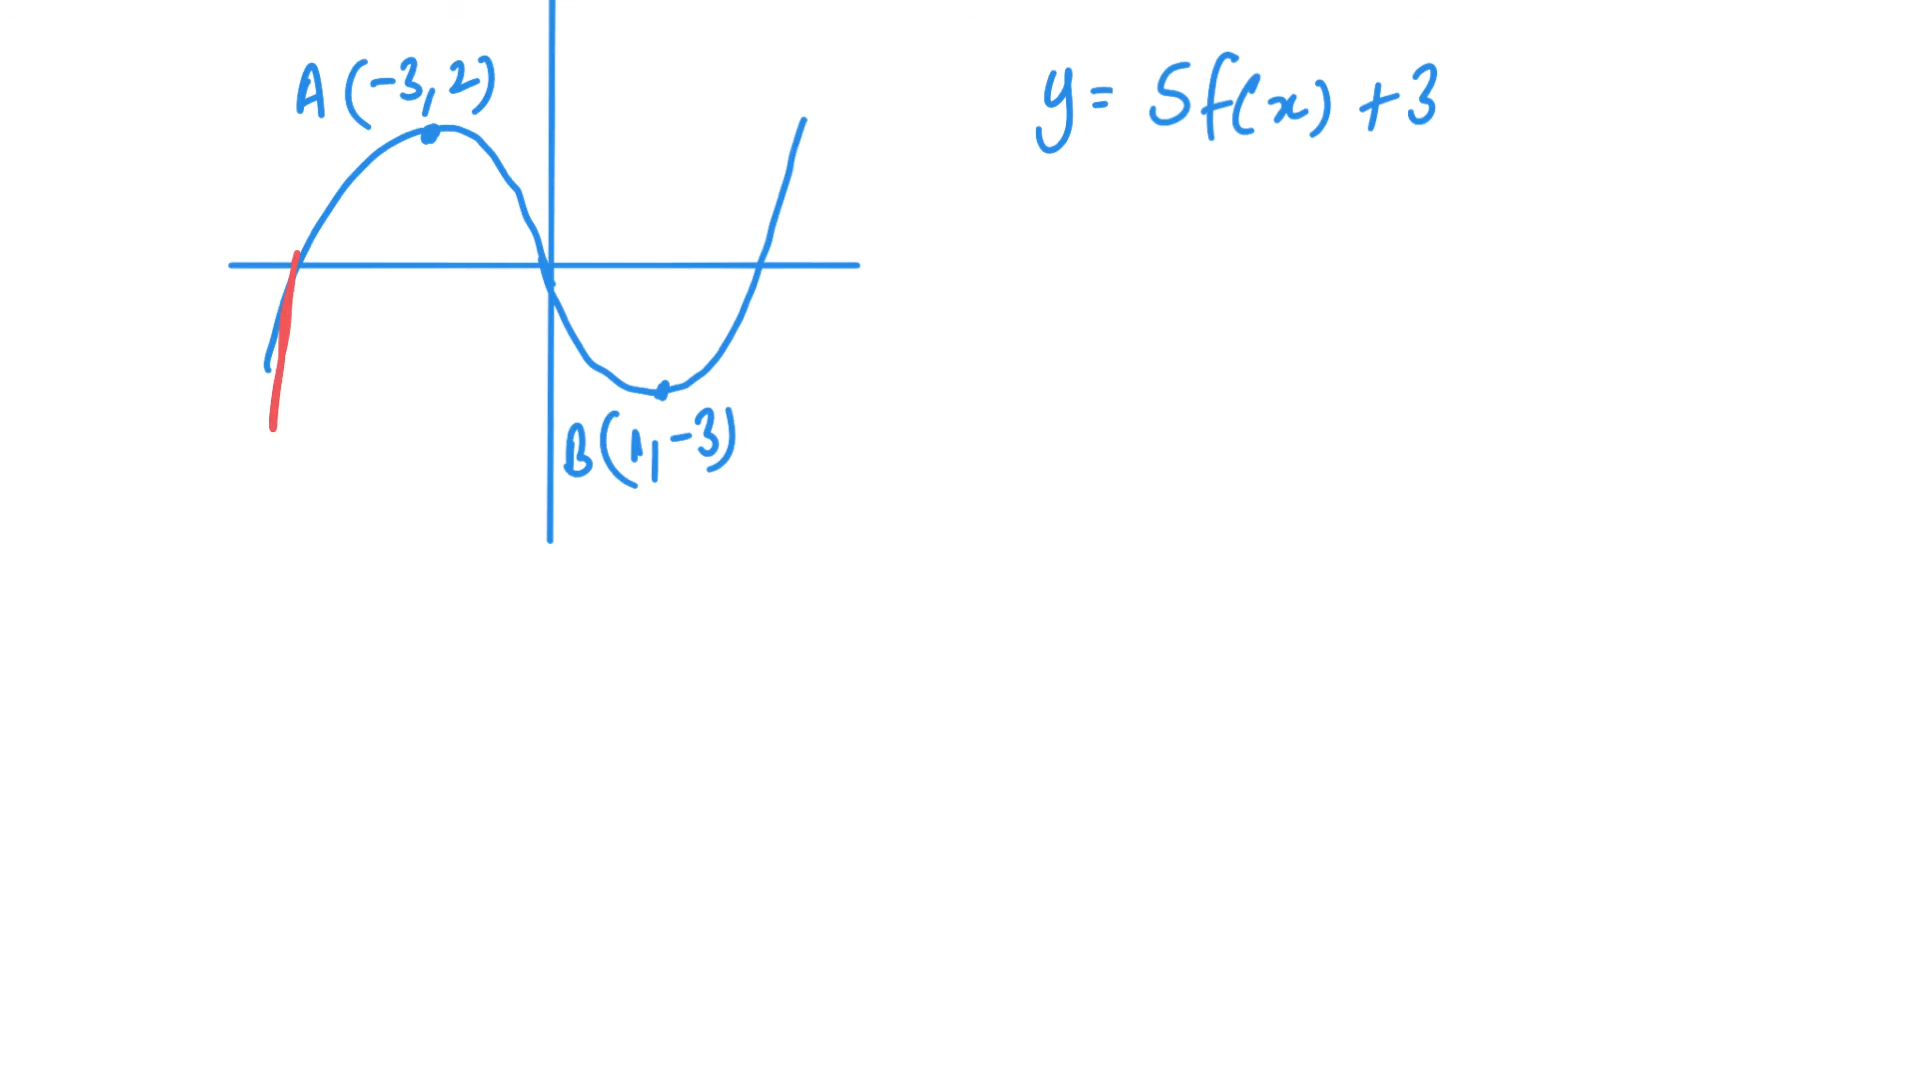 A(-3, 2)
y = 5f(x) + 3
B(1, -3)